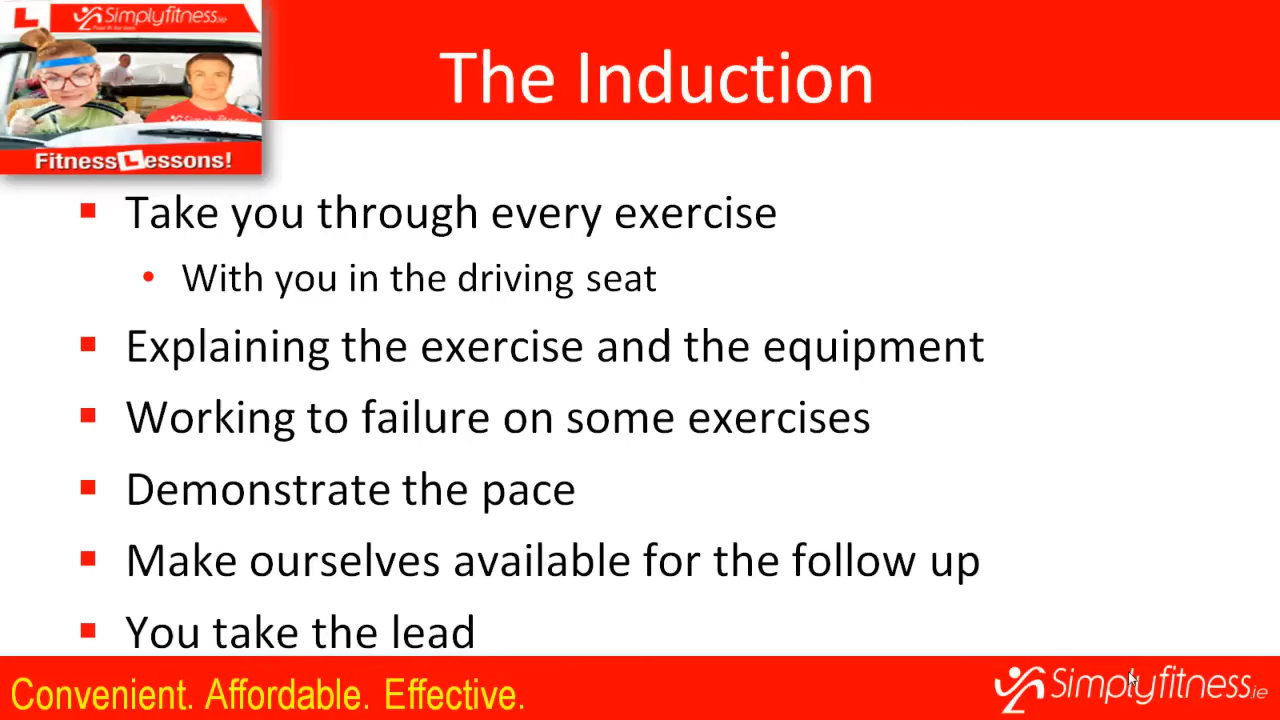 Simplyfitness.ie
The Induction
FitnessLessons!
Take you through every exercise
With you in the driving seat
Explaining the exercise and the equipment
Working to failure on some exercises
Demonstrate the pace
Make ourselves available for the follow up
You take the lead
Convenient. Affordable. Effective.
Simplyfitness.ie